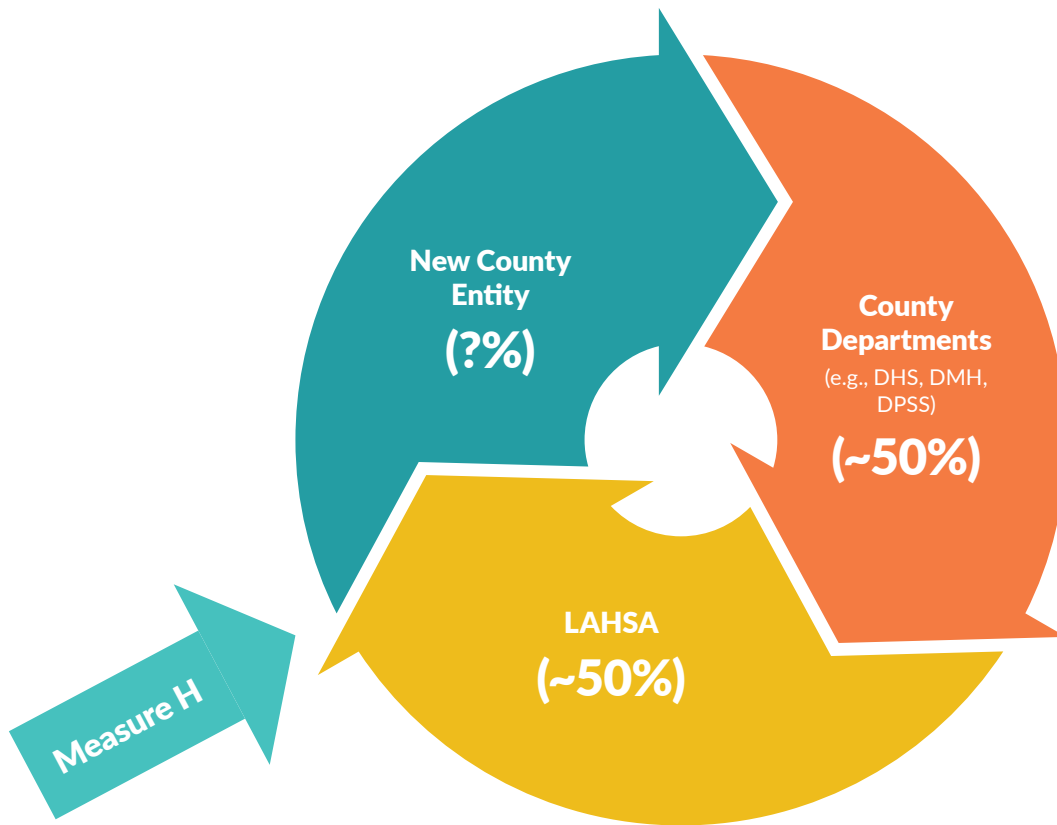 New County
Entity
(?%)
County
Departments
(e.g., DHS, DMH,
DPSS)
(~50%)
LAHSA
(~50%)
Measure H